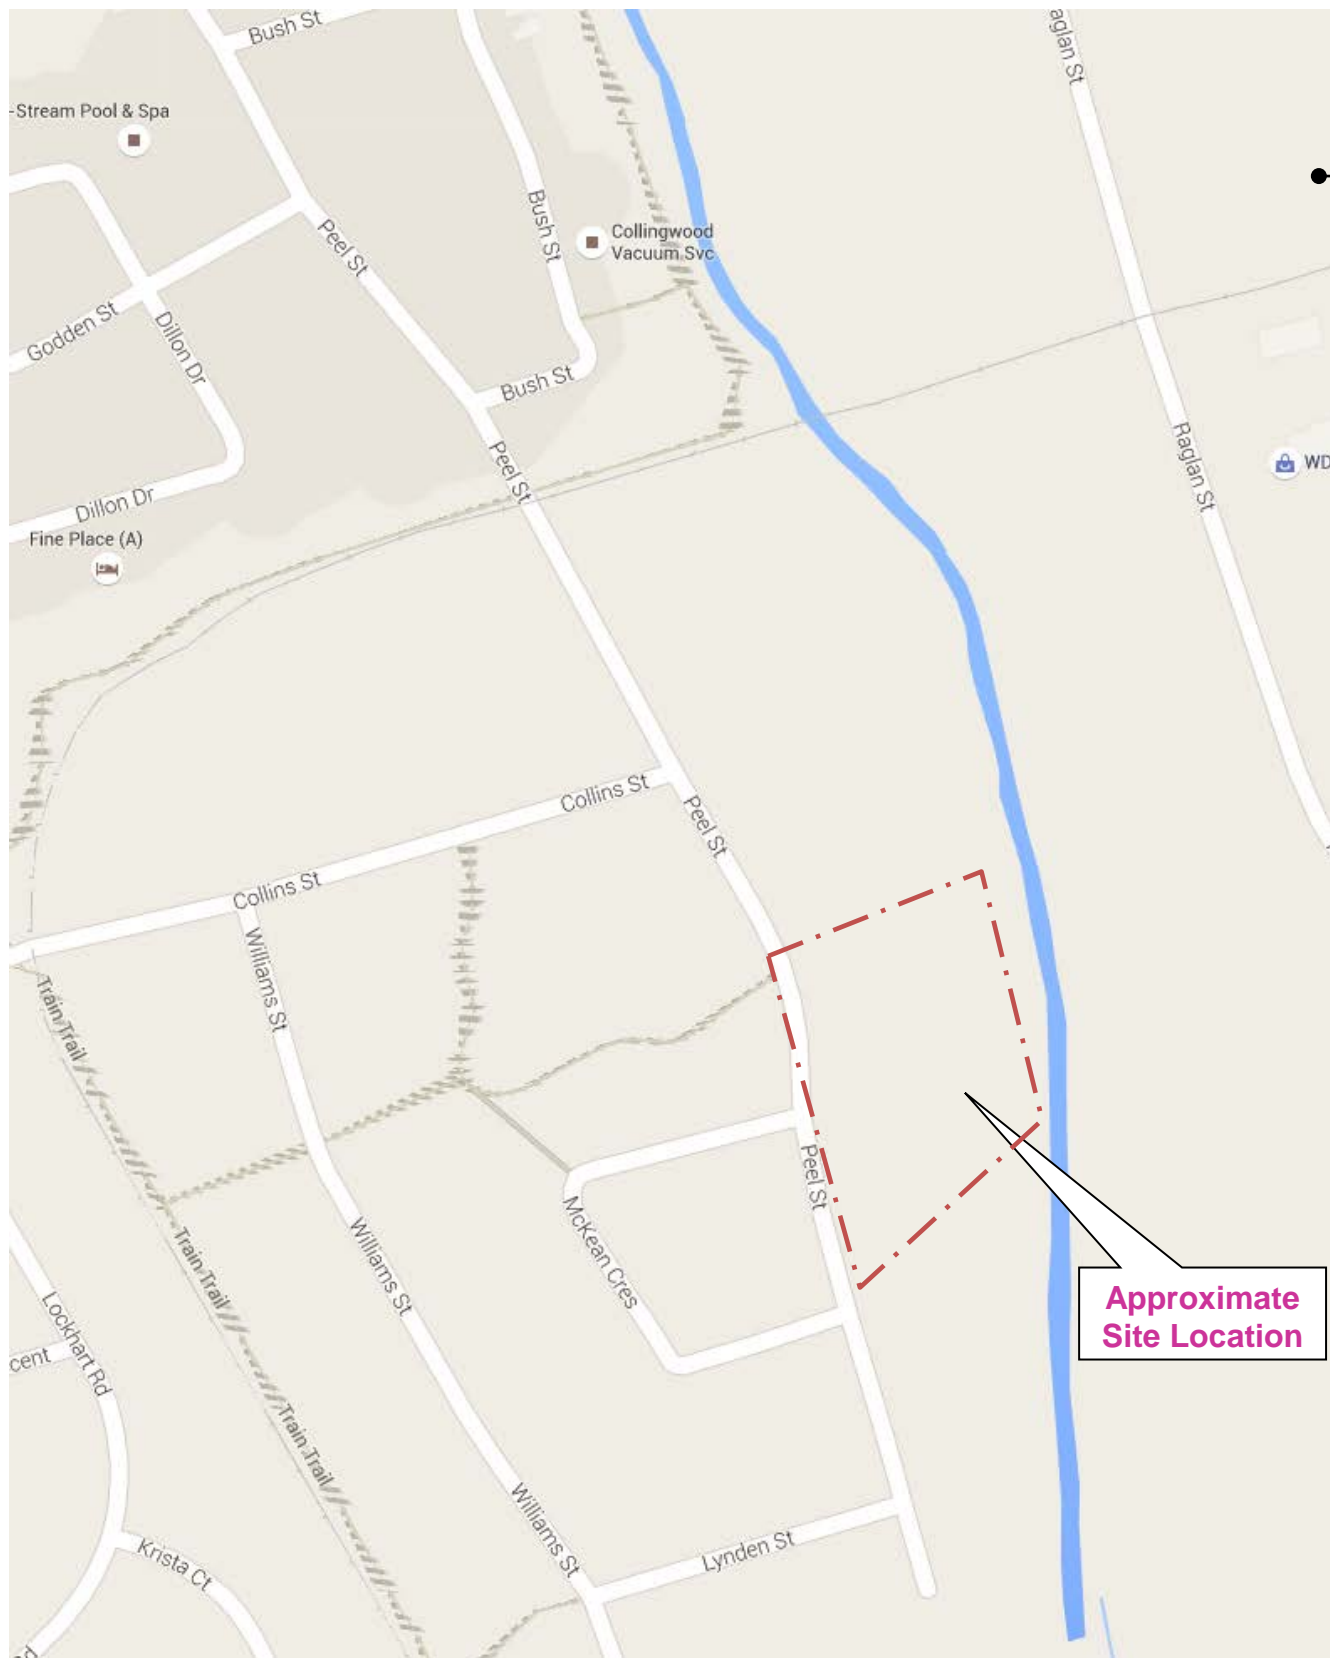 Bush St
aglan St
-Stream Pool & Spa
Bush St
Peel St
Collingwood
Vacuum Svc
Godden St
Dillon Dr
Bush St
Peel St
Raglan St
WD
Dillon Dr
Fine Place (A)
Collins St
Peel St
Collins St
Williams St
Train Trail
Peel St
McKean Cres
Williams St
Train Trail
Approximate
Site Location
Lockhart Rd
cent
Train Trail
Williams St
Lynden St
Krista Ct